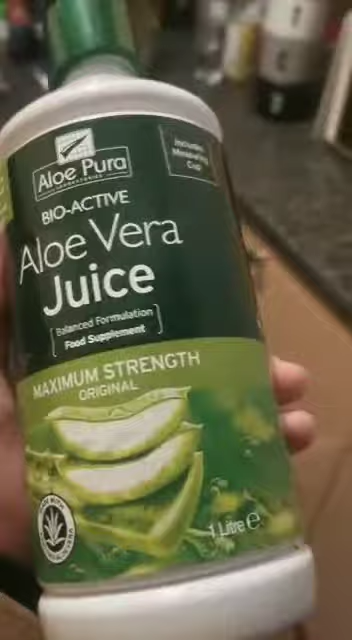 Includes
Measuring
Cup
Aloe Pura
LABORATORIES
BIO-ACTIVE
Aloe Vera
Juice
Balanced Formulation
Food Supplement
MAXIMUM STRENGTH
ORIGINAL
1 Litre ℮